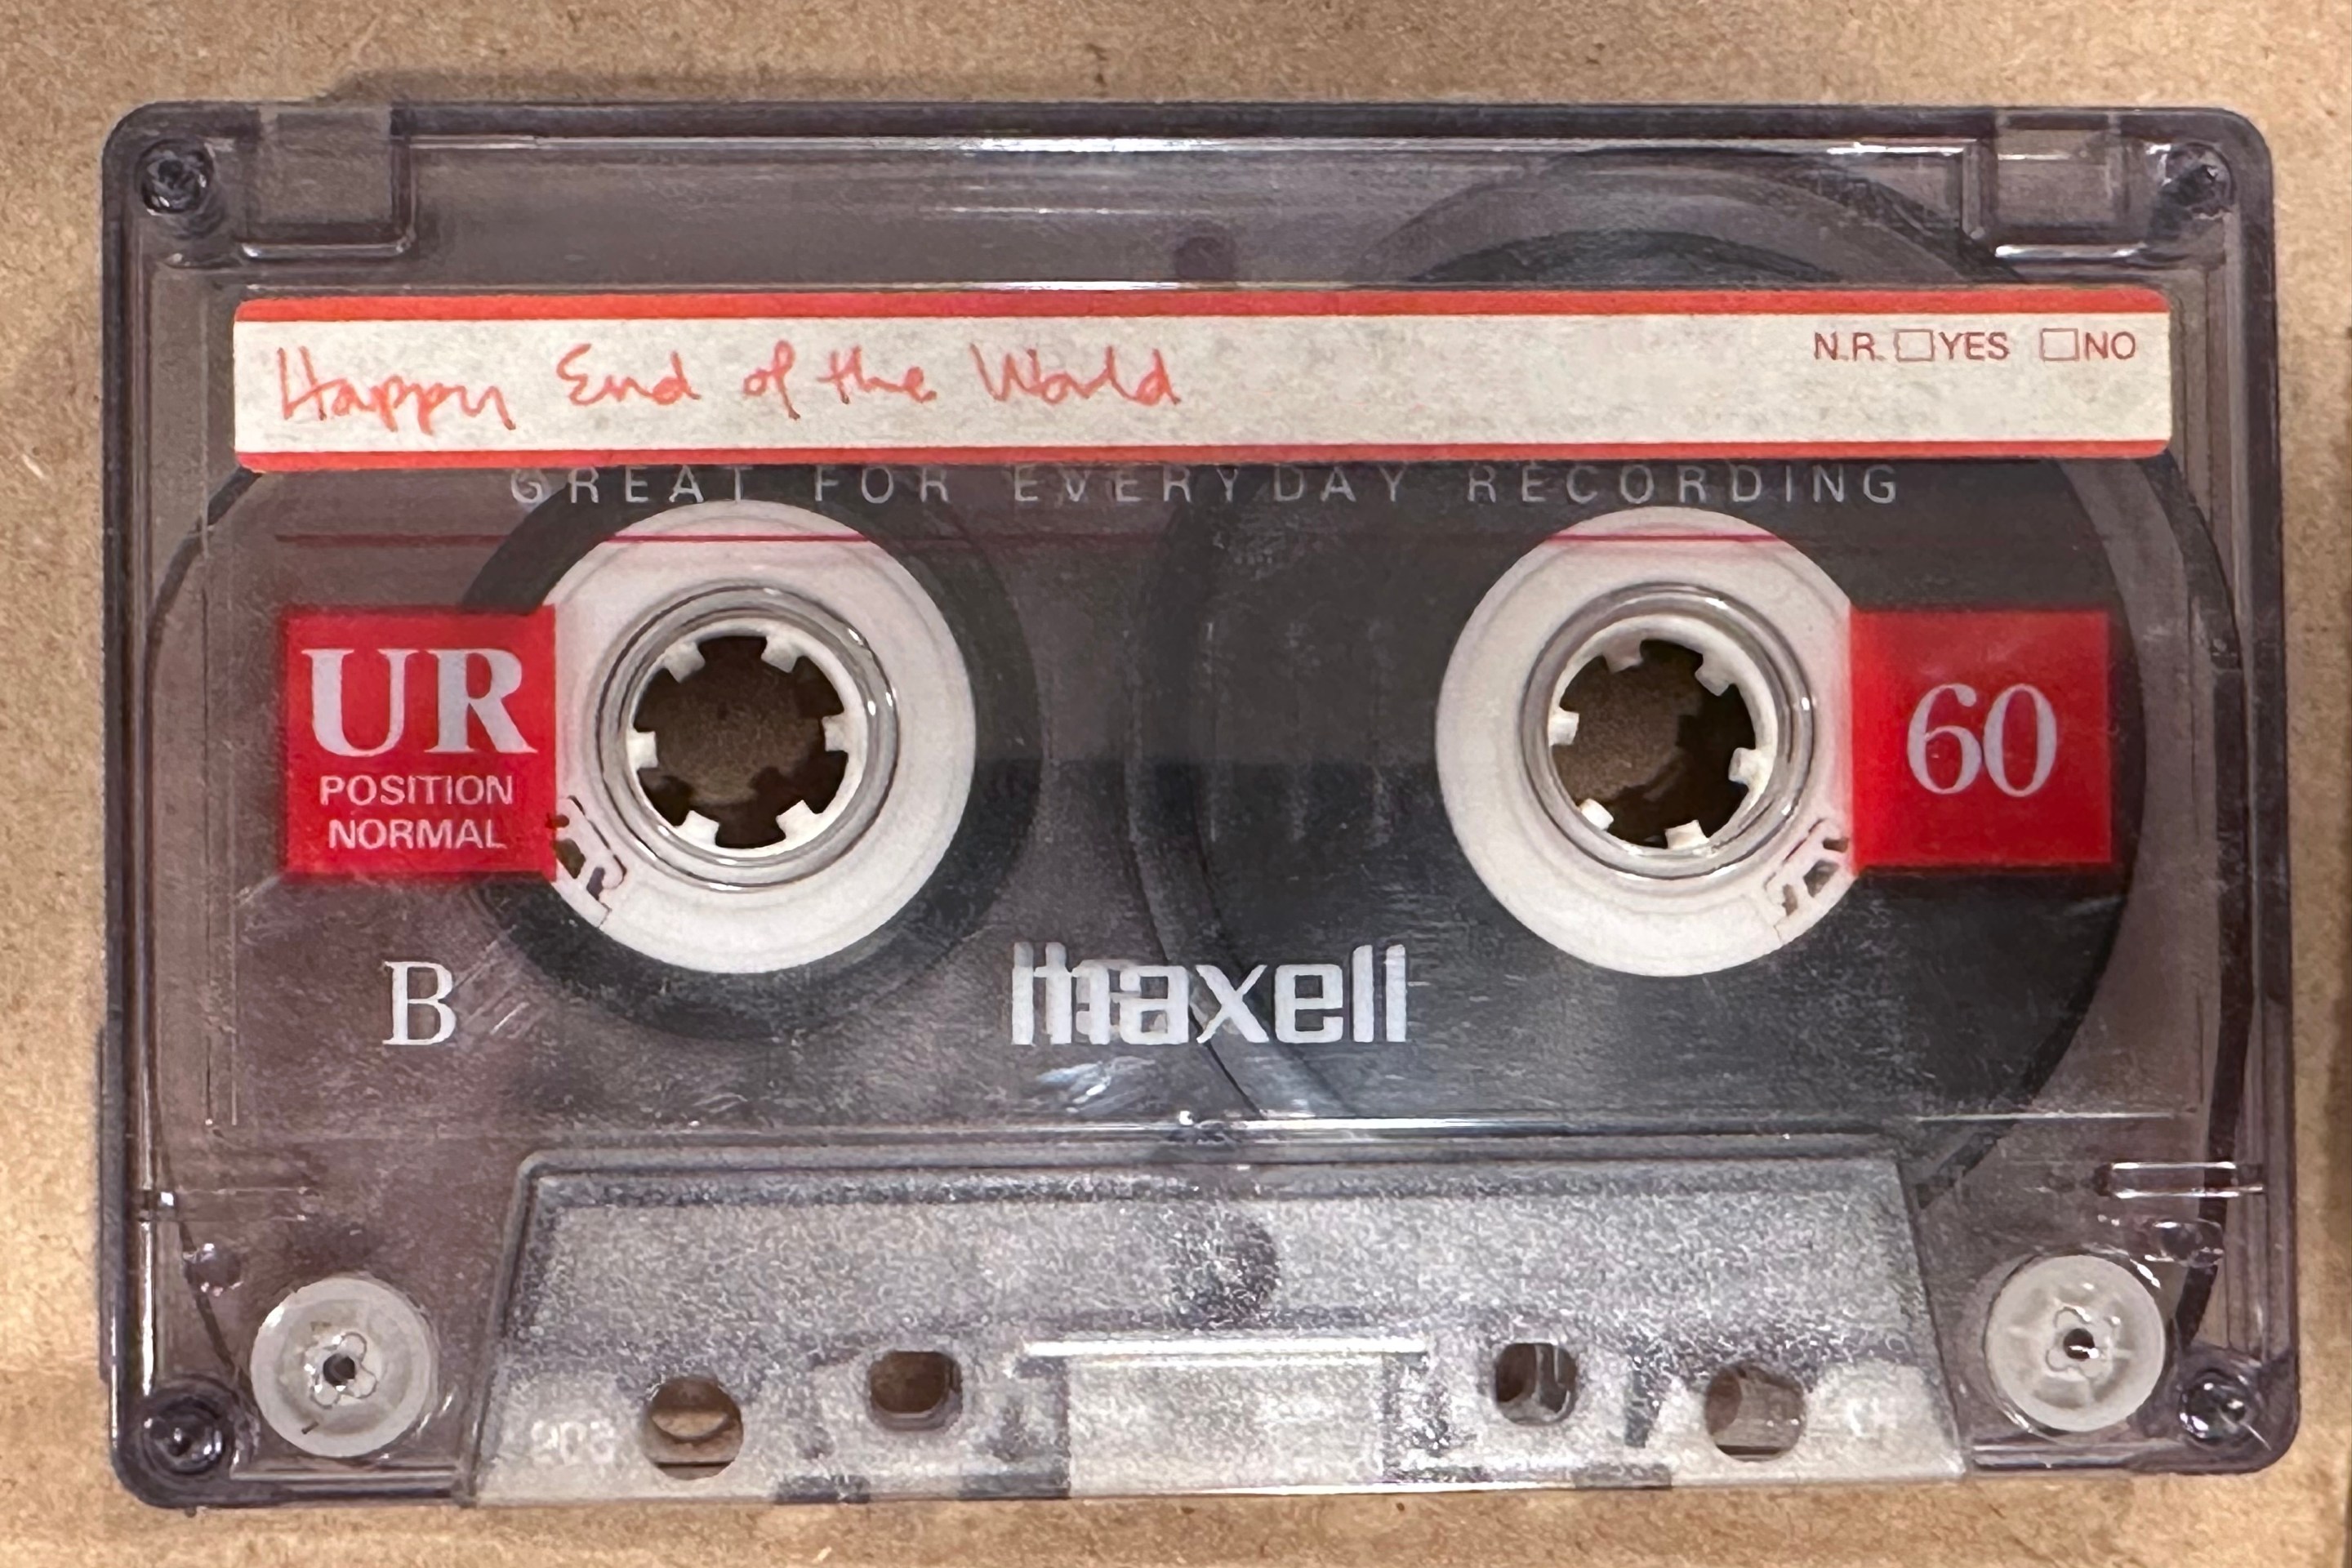 Happy End of the World
N.R. □YES □NO
GREAT FOR EVERYDAY RECORDING
UR
POSITION
NORMAL
60
B
maxell